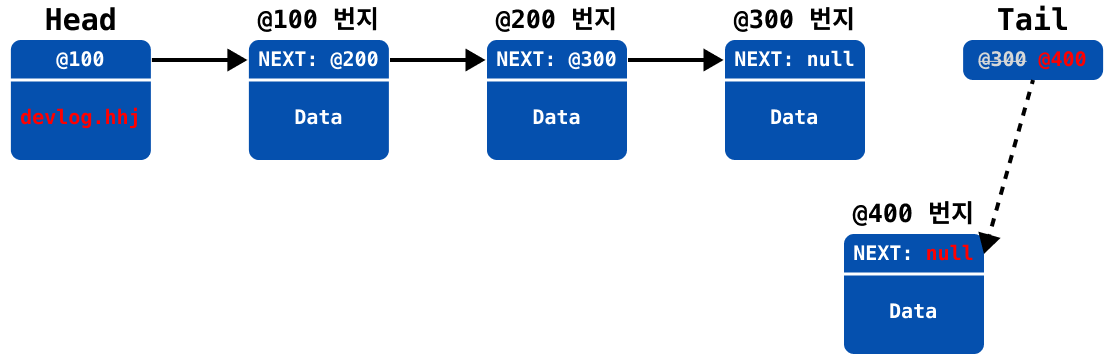 Head
@100 번지
@200 번지
@300 번지
Tail
@100
NEXT: @200
NEXT: @300
NEXT: null
@300 @400
devlog.hhj
Data
Data
Data
@400 번지
NEXT: null
Data